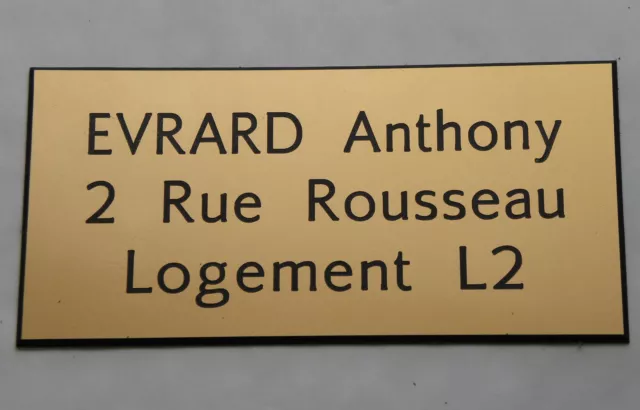 EVRARD Anthony
2 Rue Rousseau
Logement L2